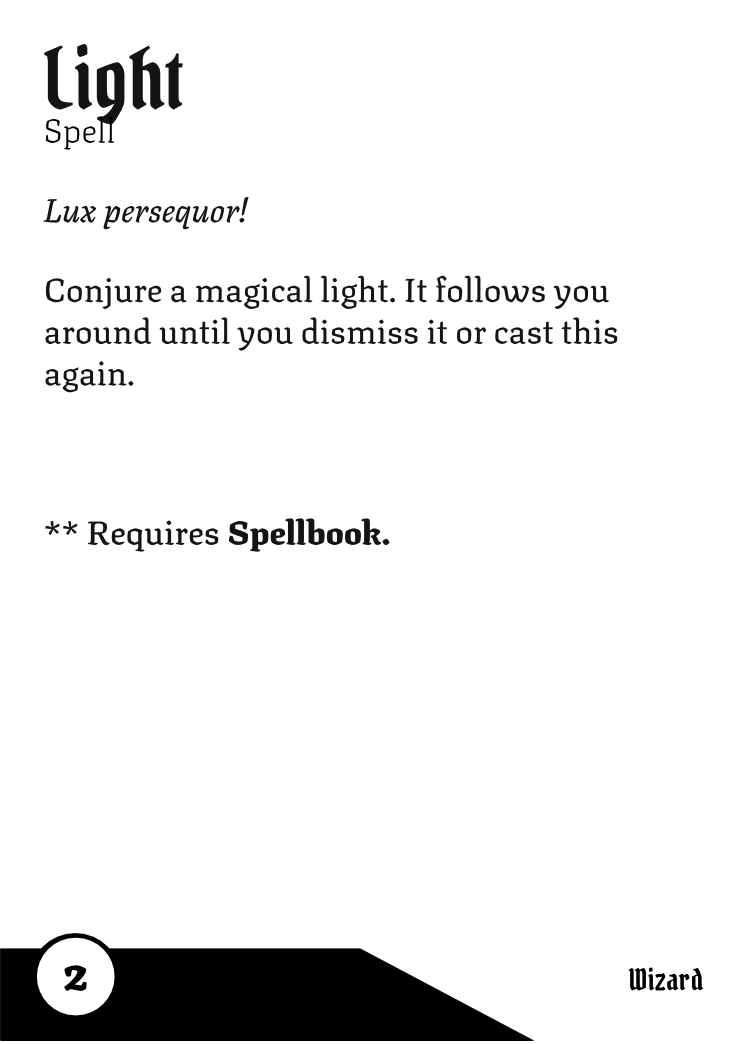 Light
Spell
Lux persequor!
Conjure a magical light. It follows you
around until you dismiss it or cast this
again.
** Requires Spellbook.
2
Wizard